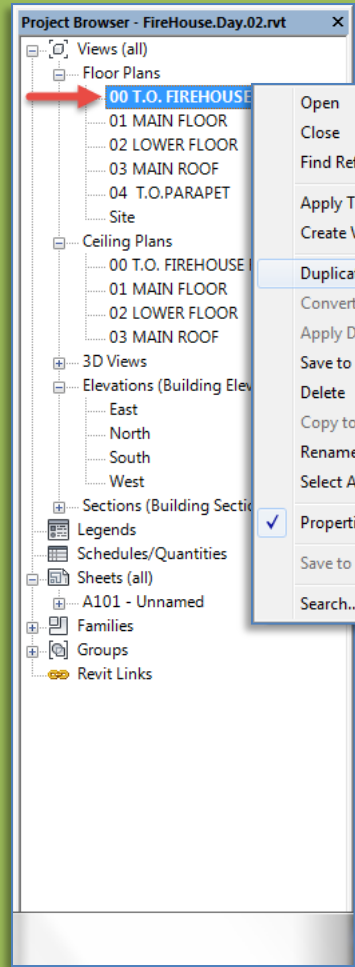 Project Browser - FireHouse.Day.02.rvt
Views (all)
Floor Plans
00 T.O. FIREHOUSE
01 MAIN FLOOR
02 LOWER FLOOR
03 MAIN ROOF
04 T.O.PARAPET
Site
Ceiling Plans
00 T.O. FIREHOUSE
01 MAIN FLOOR
02 LOWER FLOOR
03 MAIN ROOF
3D Views
Elevations (Building Elev
East
North
South
West
Sections (Building Sectio
Legends
Schedules/Quantities
Sheets (all)
A101 - Unnamed
Families
Groups
Revit Links
Open
Close
Find Ref
Apply T
Create V
Duplicat
Convert
Apply D
Save to
Delete
Copy to
Rename
Select A
Properti
Save to
Search..